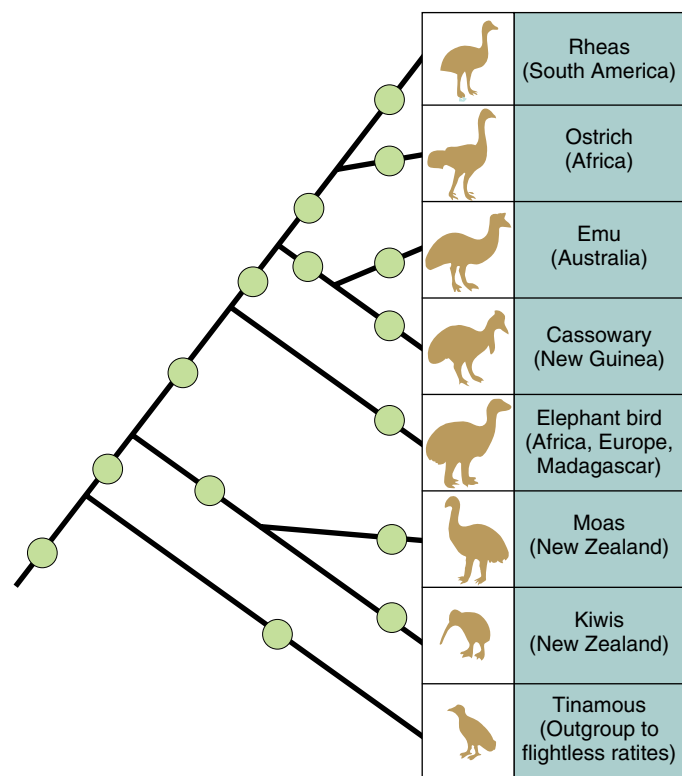 Rheas
(South America)
Ostrich
(Africa)
Emu
(Australia)
Cassowary
(New Guinea)
Elephant bird
(Africa, Europe,
Madagascar)
Moas
(New Zealand)
Kiwis
(New Zealand)
Tinamous
(Outgroup to
flightless ratites)